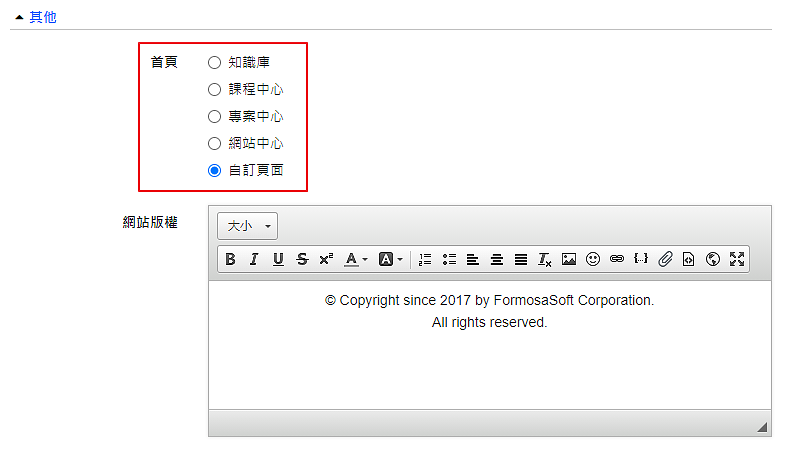 其他
首頁
知識庫
課程中心
專案中心
網站中心
自訂頁面
網站版權
大小
B I U S x² A A Tx
© Copyright since 2017 by FormosaSoft Corporation.
All rights reserved.